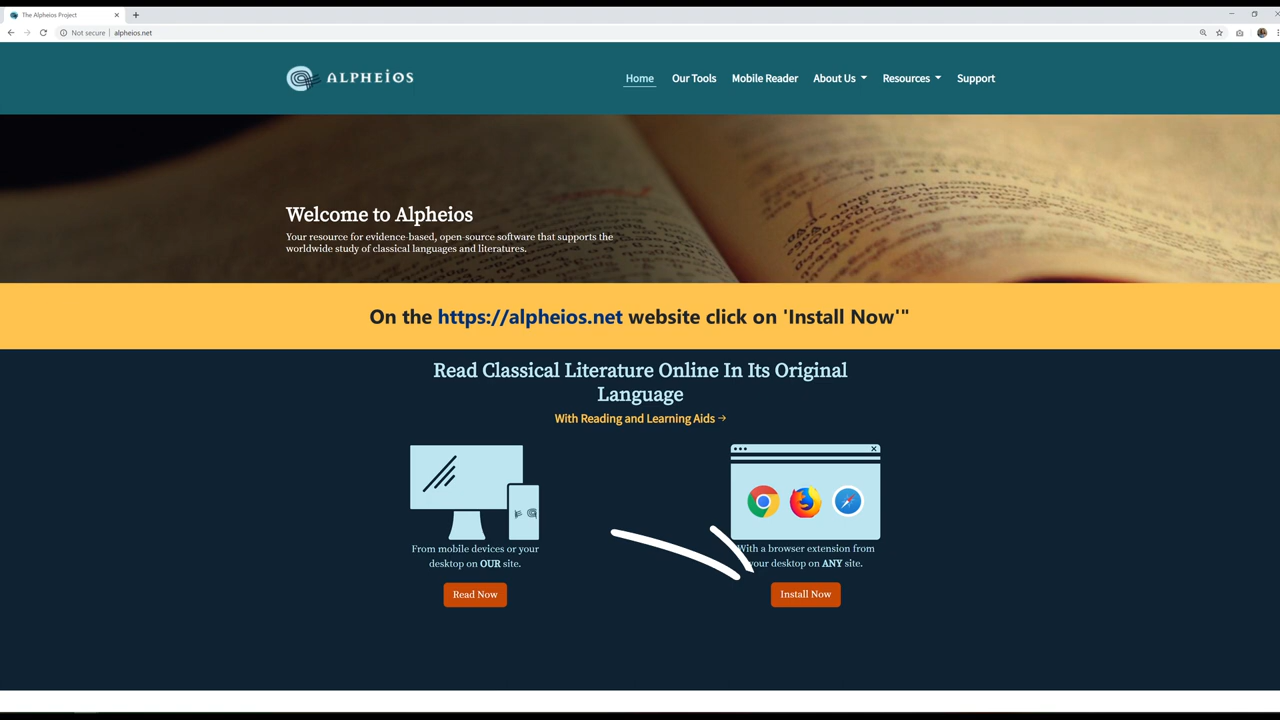 The Alpheios Project
Not secure | alpheios.net
ALPHEIOS
Home Our Tools Mobile Reader About Us Resources Support
Welcome to Alpheios
Your resource for evidence-based, open-source software that supports the
worldwide study of classical languages and literatures.
On the https://alpheios.net website click on 'Install Now'"
Read Classical Literature Online In Its Original
Language
With Reading and Learning Aids →
From mobile devices or your
desktop on OUR site.
Read Now
With a browser extension from
your desktop on ANY site.
Install Now